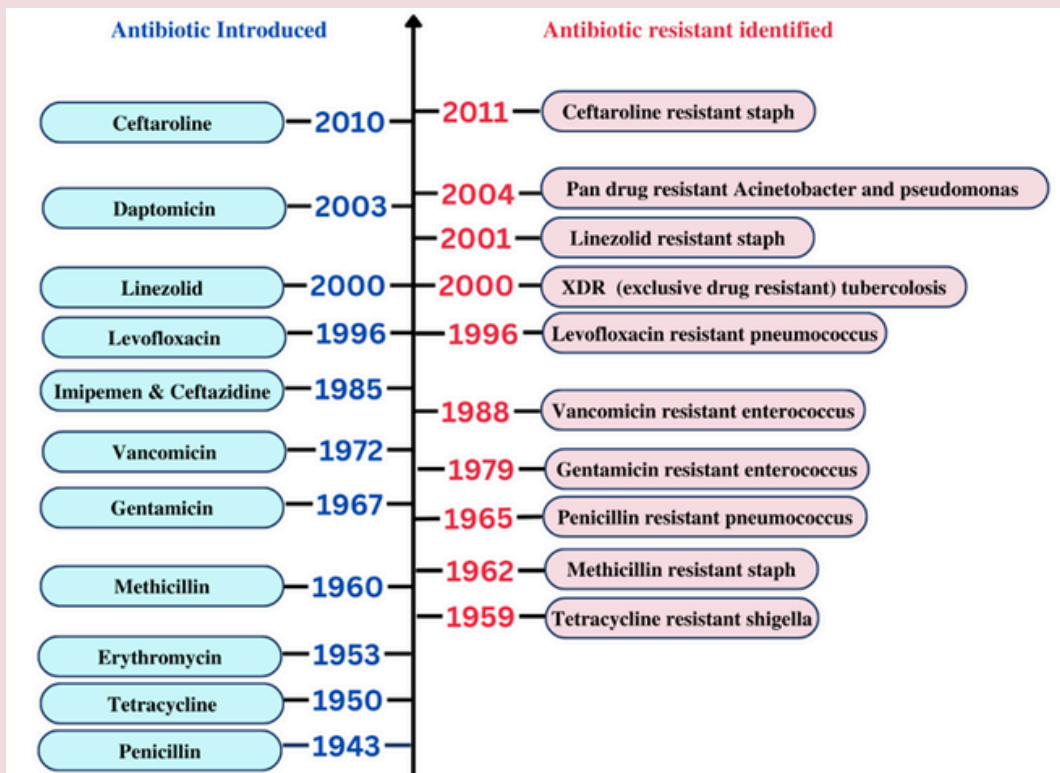 Antibiotic Introduced
Antibiotic resistant identified
Ceftaroline 2010
2011 Ceftaroline resistant staph
Daptomicin 2003
2004 Pan drug resistant Acinetobacter and pseudomonas
2001 Linezolid resistant staph
Linezolid 2000
2000 XDR (exclusive drug resistant) tubercolosis
Levofloxacin 1996
1996 Levofloxacin resistant pneumococcus
Imipemen & Ceftazidine 1985
1988 Vancomicin resistant enterococcus
Vancomicin 1972
1979 Gentamicin resistant enterococcus
Gentamicin 1967
1965 Penicillin resistant pneumococcus
Methicillin 1960
1962 Methicillin resistant staph
1959 Tetracycline resistant shigella
Erythromycin 1953
Tetracycline 1950
Penicillin 1943